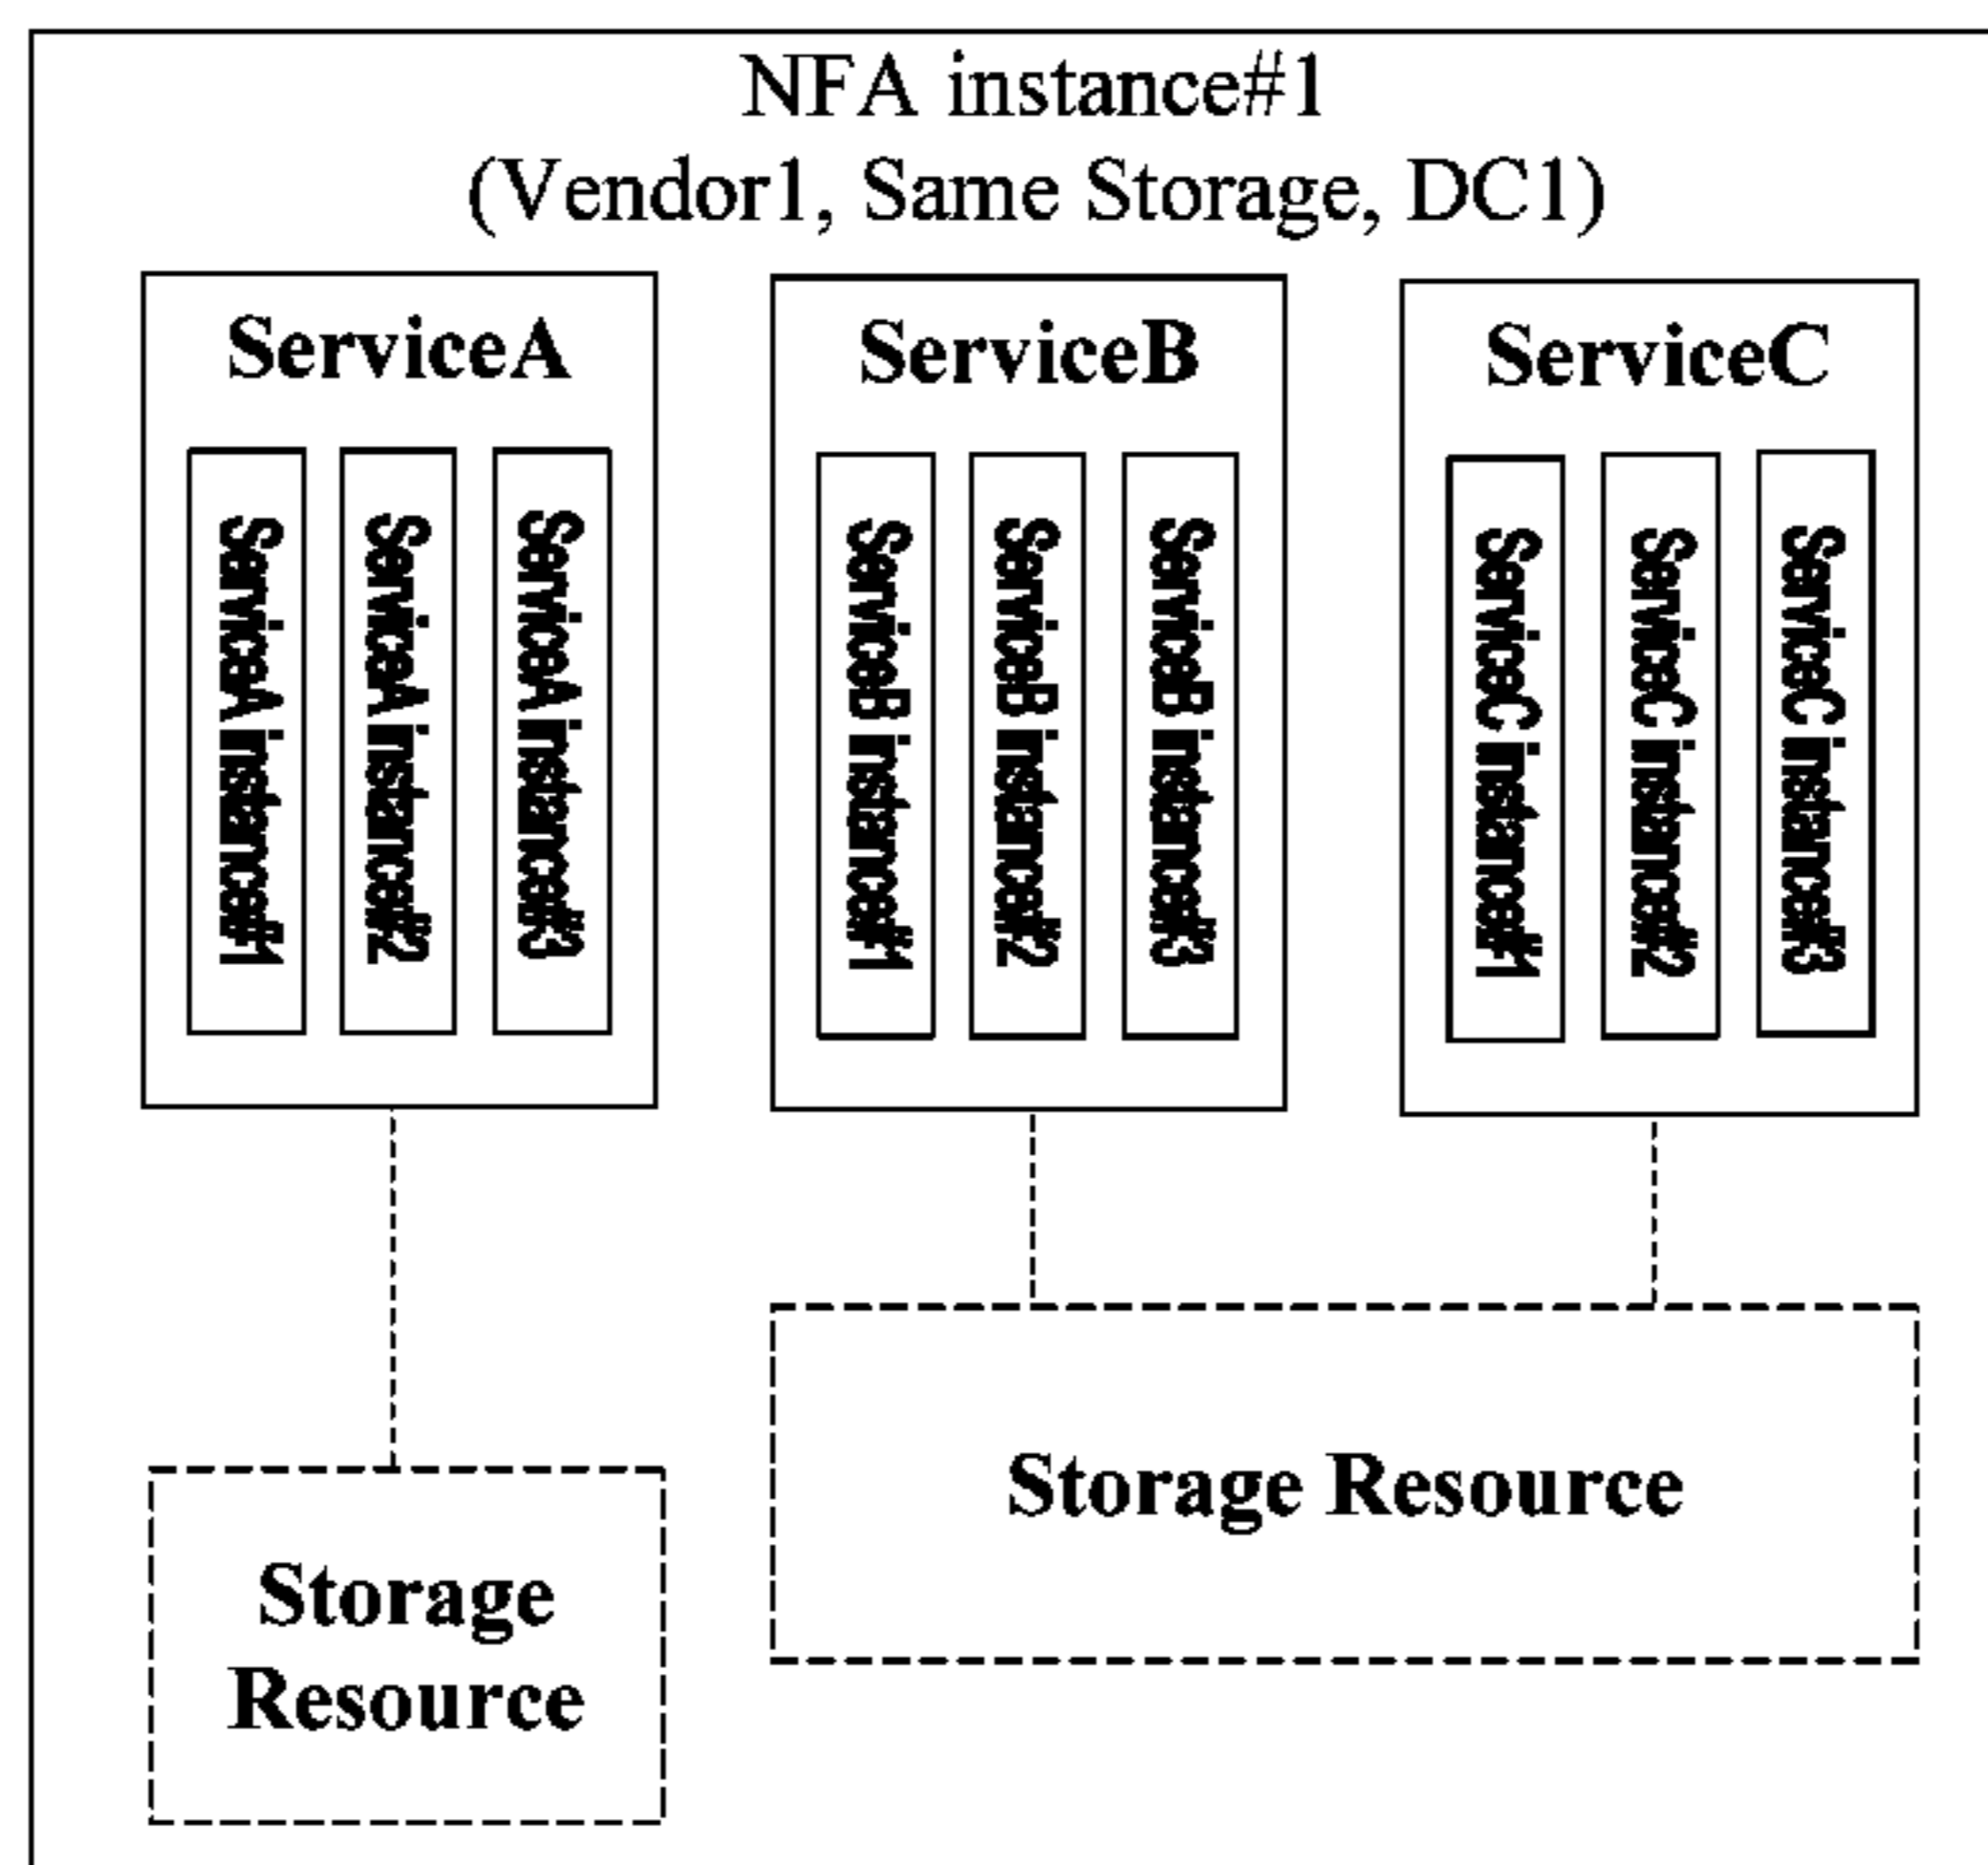 NFA instance#1
(Vendor1, Same Storage, DC1)
ServiceA
ServiceA instance#1
ServiceA instance#2
ServiceA instance#3
ServiceB
ServiceB instance#1
ServiceB instance#2
ServiceB instance#3
ServiceC
ServiceC instance#1
ServiceC instance#2
ServiceC instance#3
Storage
Resource
Storage Resource